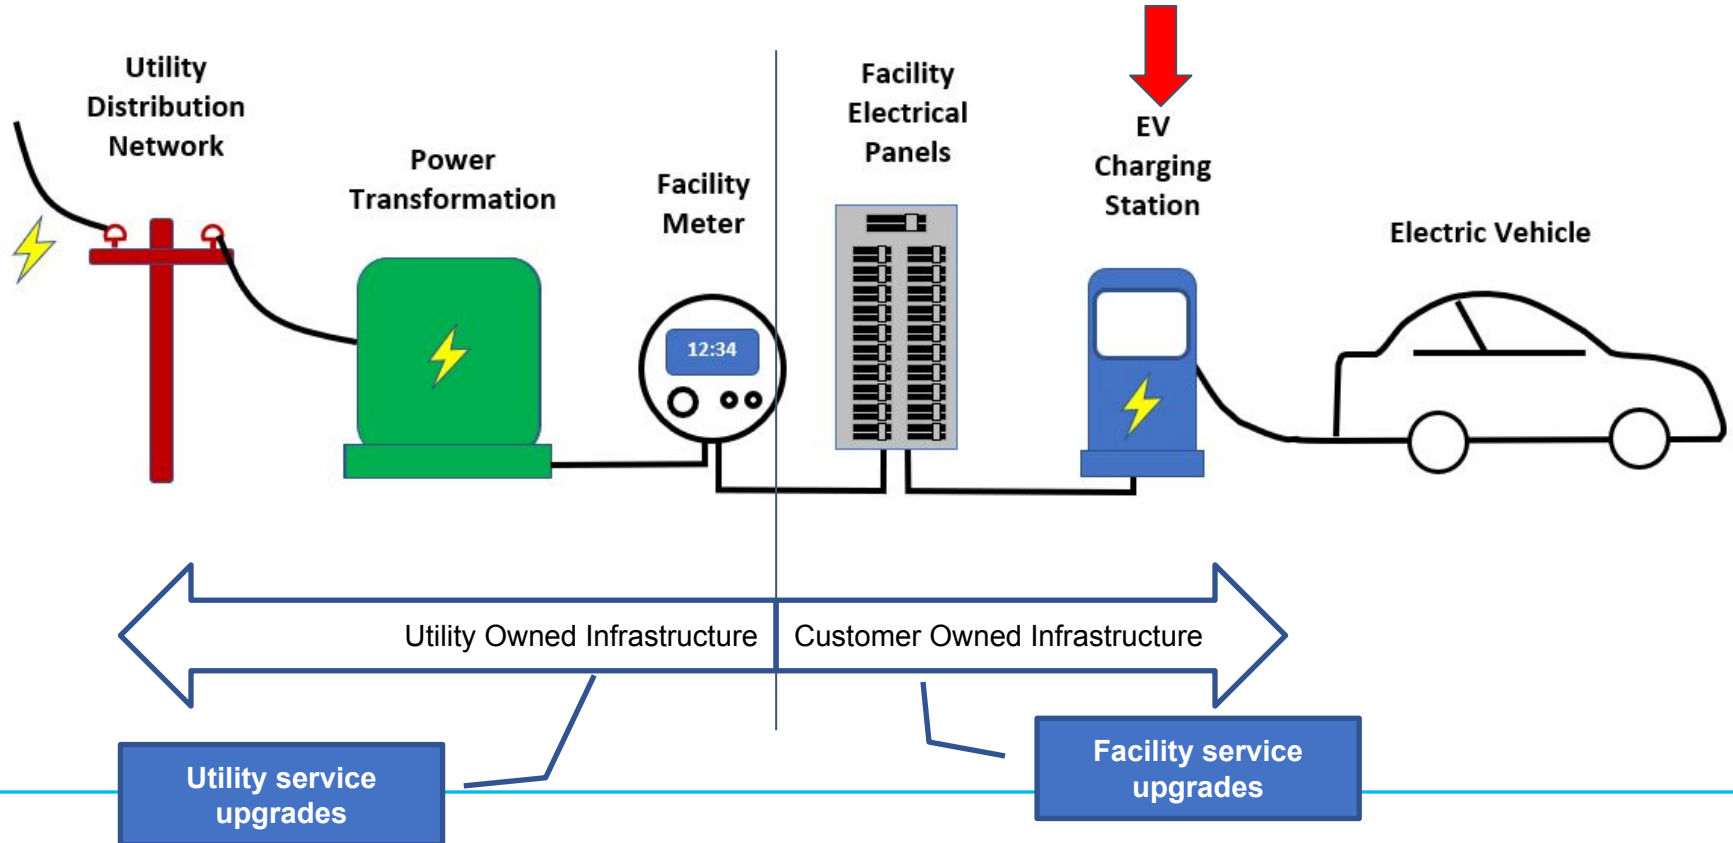 Utility
Distribution
Network
Power
Transformation
Facility
Meter
12:34
Facility
Electrical
Panels
EV
Charging
Station
Electric Vehicle
Utility Owned Infrastructure
Customer Owned Infrastructure
Utility service
upgrades
Facility service
upgrades